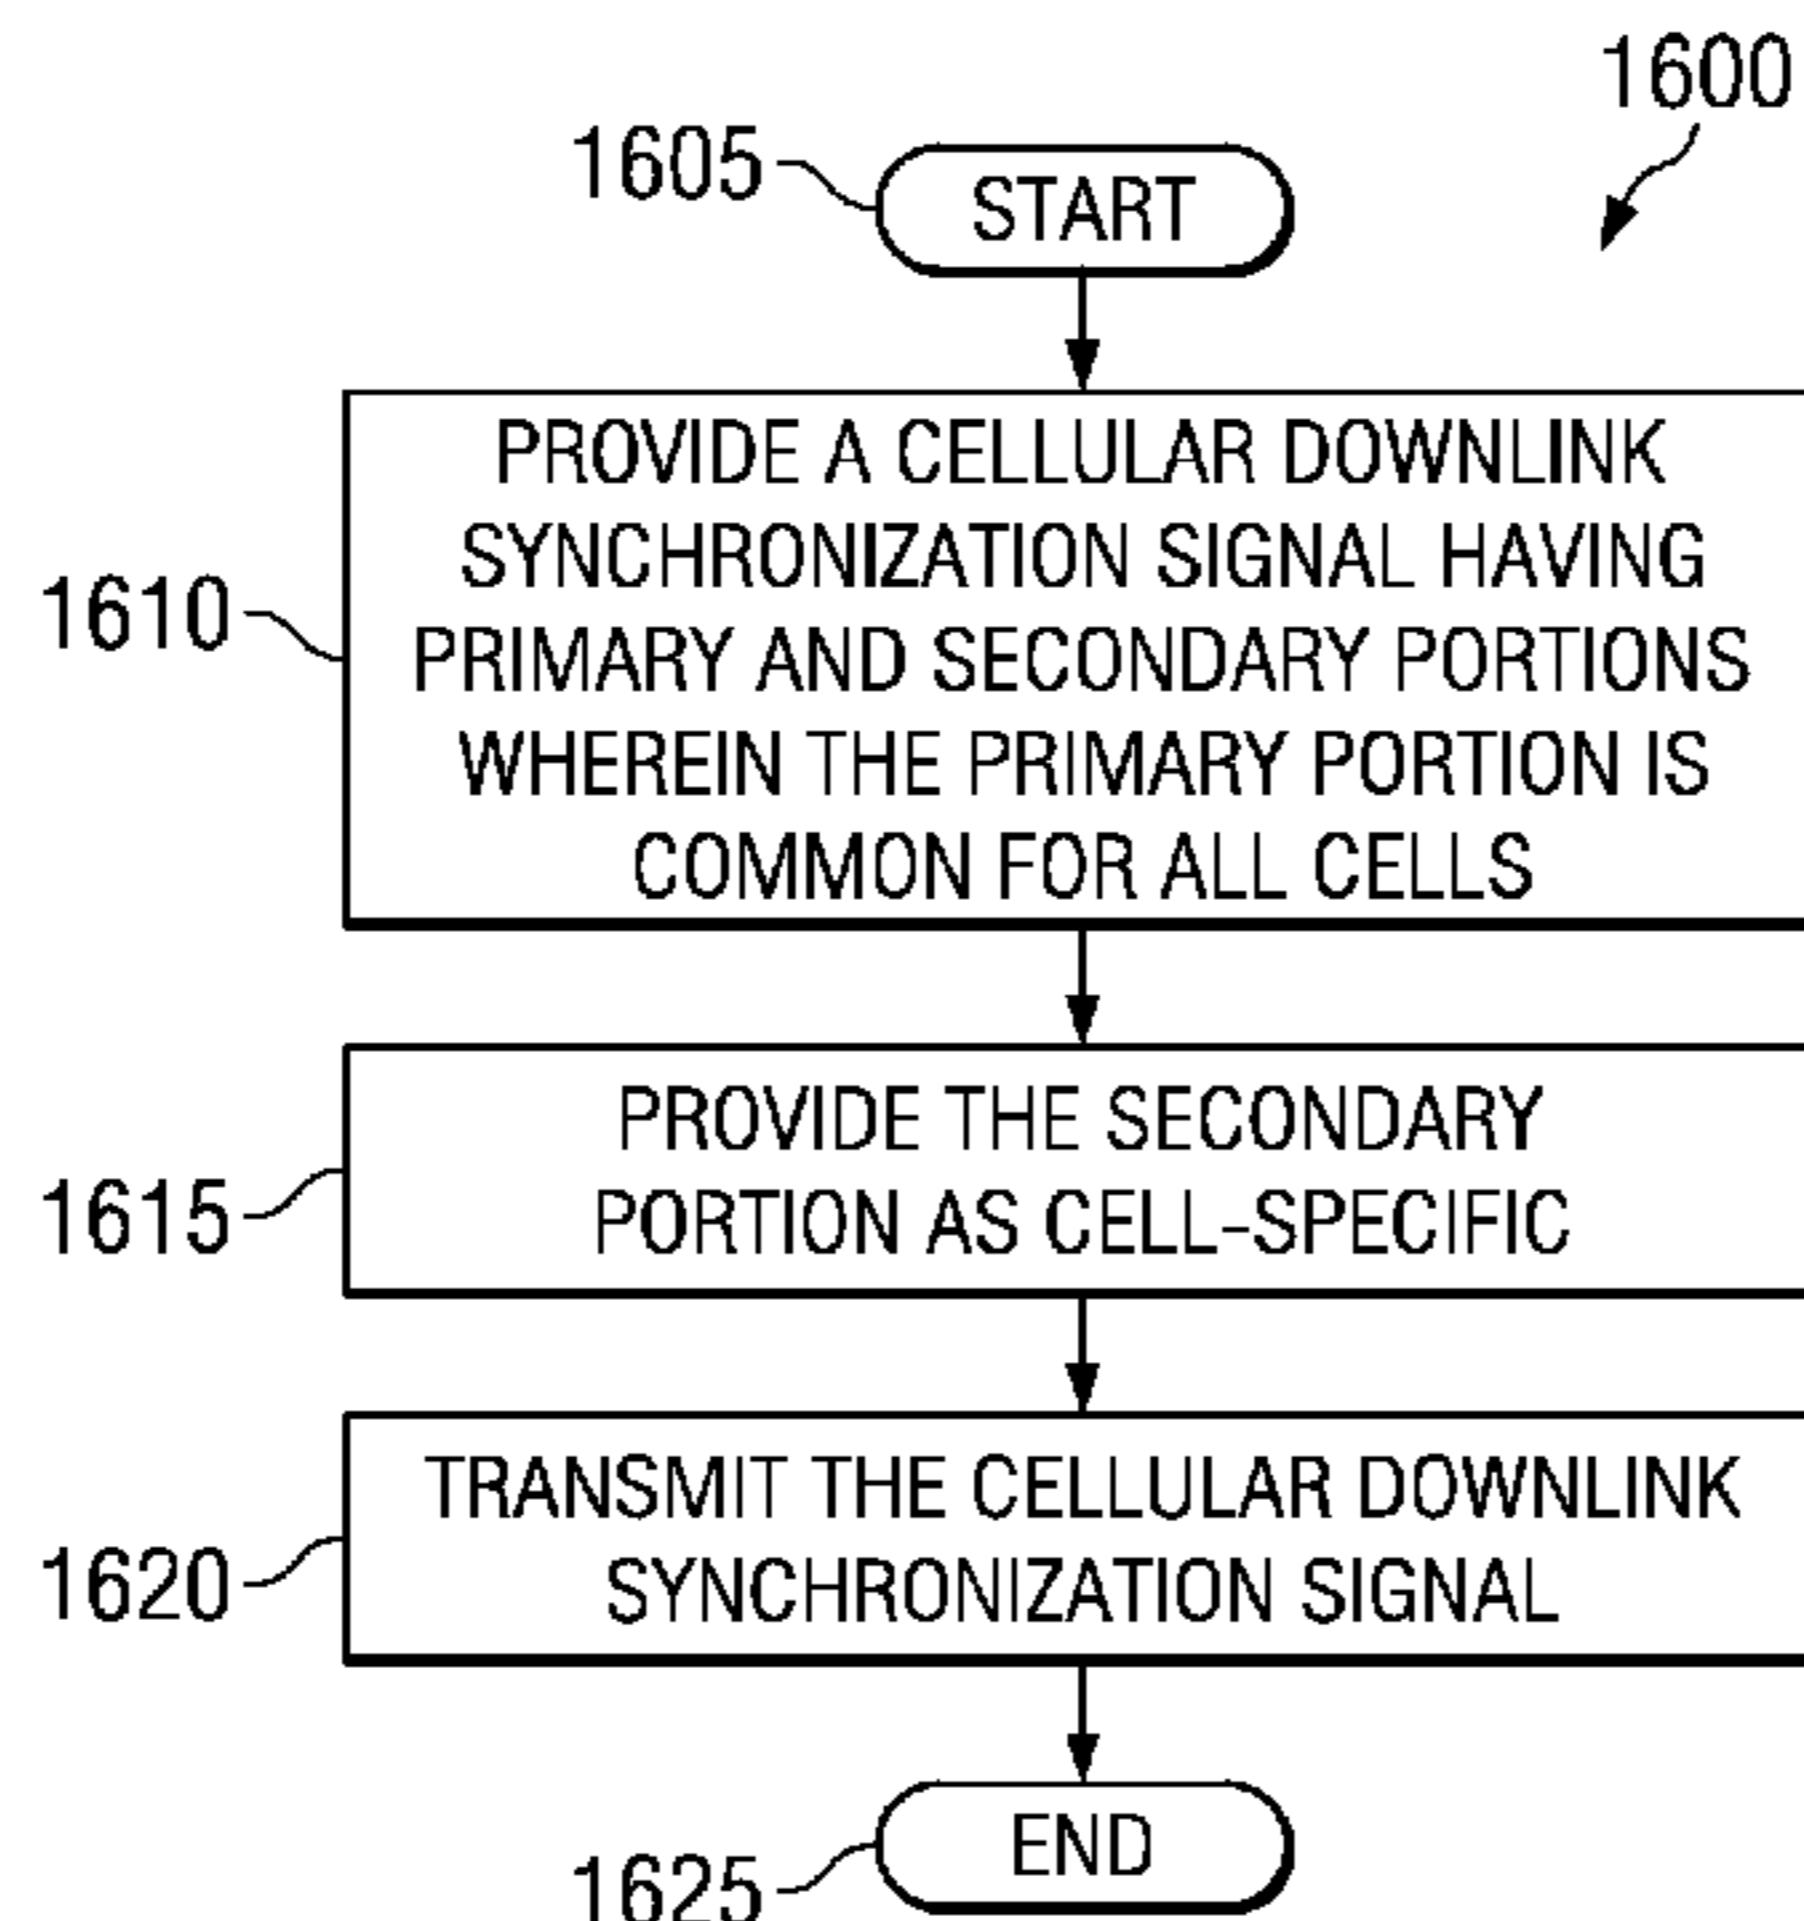 1600
1605
START
PROVIDE A CELLULAR DOWNLINK
SYNCHRONIZATION SIGNAL HAVING
1610
PRIMARY AND SECONDARY PORTIONS
WHEREIN THE PRIMARY PORTION IS
COMMON FOR ALL CELLS
PROVIDE THE SECONDARY
1615
PORTION AS CELL-SPECIFIC
TRANSMIT THE CELLULAR DOWNLINK
1620
SYNCHRONIZATION SIGNAL
END
1625